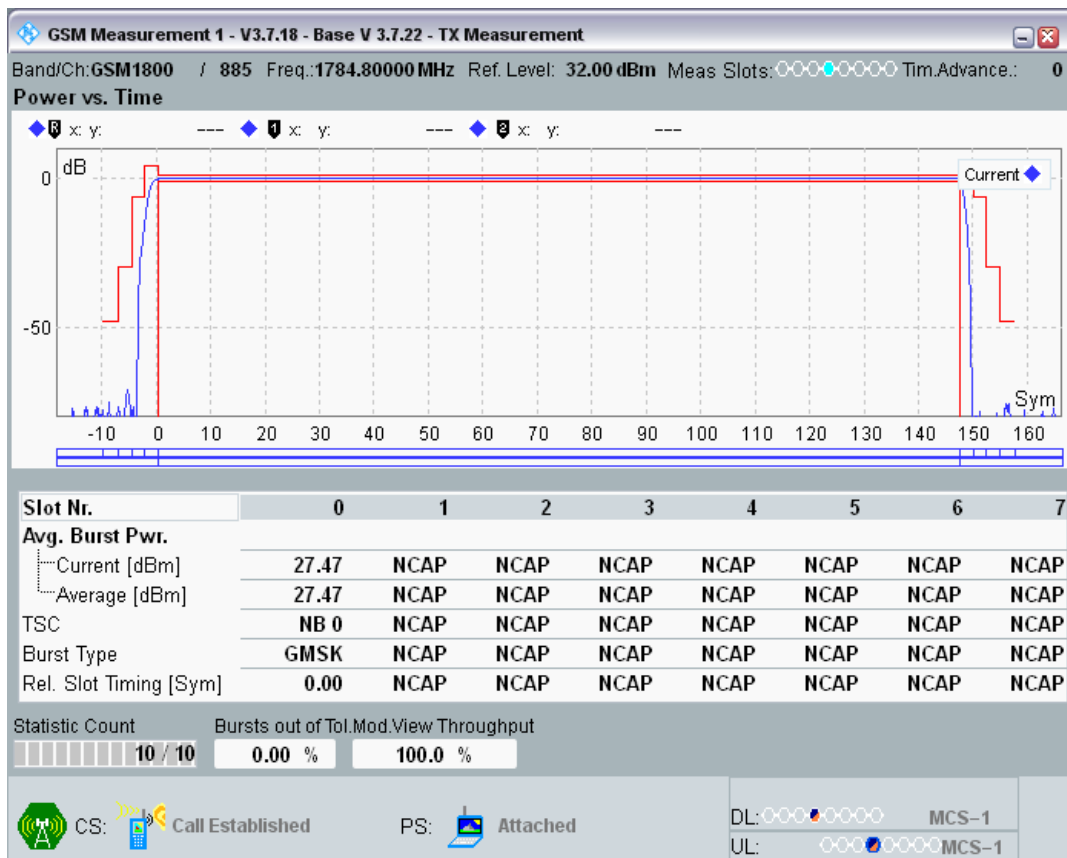 GSM Measurement 1 - V3.7.18 - Base V 3.7.22 - TX Measurement
Band/Ch:GSM1800 / 885 Freq.:1784.80000 MHz Ref. Level: 32.00 dBm Meas Slots: Tim.Advance.: 0
Power vs. Time
R x: y: --- 1 x: y: --- 2 x: y: ---
dB
Current
0
-50
Sym
-10 0 10 20 30 40 50 60 70 80 90 100 110 120 130 140 150 160
Slot Nr. 0 1 2 3 4 5 6 7
Avg. Burst Pwr.
Current [dBm] 27.47 NCAP NCAP NCAP NCAP NCAP NCAP NCAP
Average [dBm] 27.47 NCAP NCAP NCAP NCAP NCAP NCAP NCAP
TSC NB 0 NCAP NCAP NCAP NCAP NCAP NCAP NCAP
Burst Type GMSK NCAP NCAP NCAP NCAP NCAP NCAP NCAP
Rel. Slot Timing [Sym] 0.00 NCAP NCAP NCAP NCAP NCAP NCAP NCAP
Statistic Count Bursts out of Tol.Mod.View Throughput
10 / 10 0.00 % 100.0 %
CS: Call Established PS: Attached
DL: MCS-1
UL: MCS-1